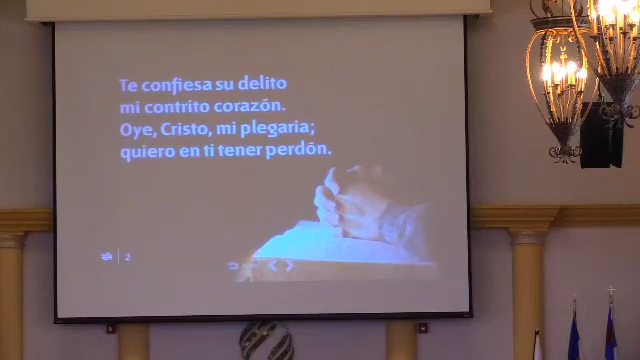 Te confiesa su delito
mi contrito corazón.
Oye, Cristo, mi plegaria;
quiero en ti tener perdón.
2